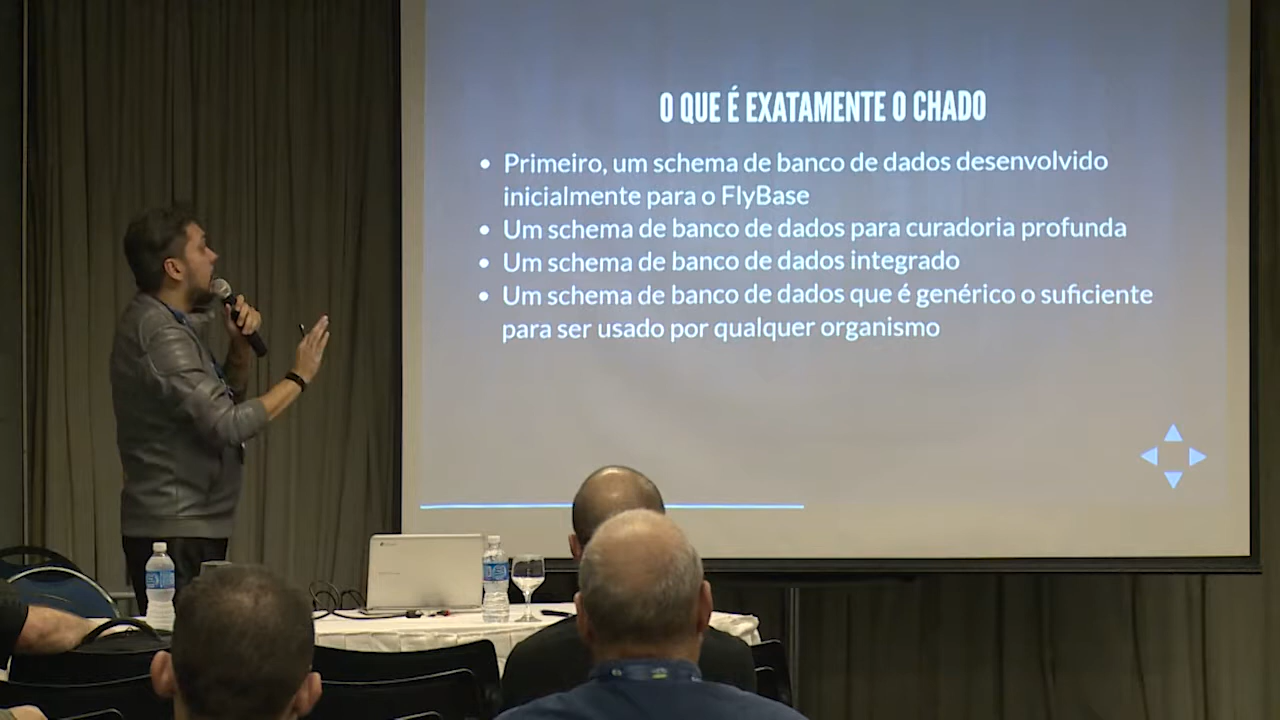 O QUE É EXATAMENTE O CHADO
• Primeiro, um schema de banco de dados desenvolvido
inicialmente para o FlyBase
• Um schema de banco de dados para curadoria profunda
• Um schema de banco de dados integrado
• Um schema de banco de dados que é genérico o suficiente
para ser usado por qualquer organismo